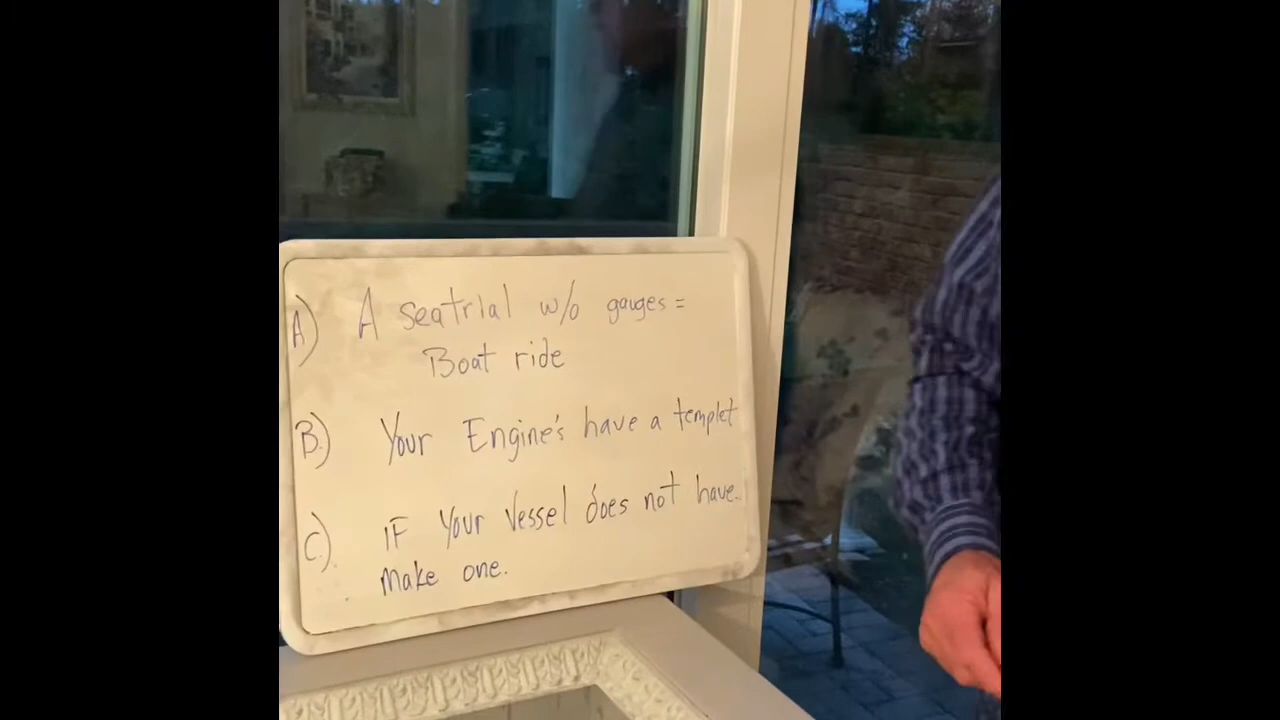 A) A seatrial w/o gauges =
Boat ride
B.) Your Engine's have a templet
C.) IF Your Vessel does not have.
Make one.